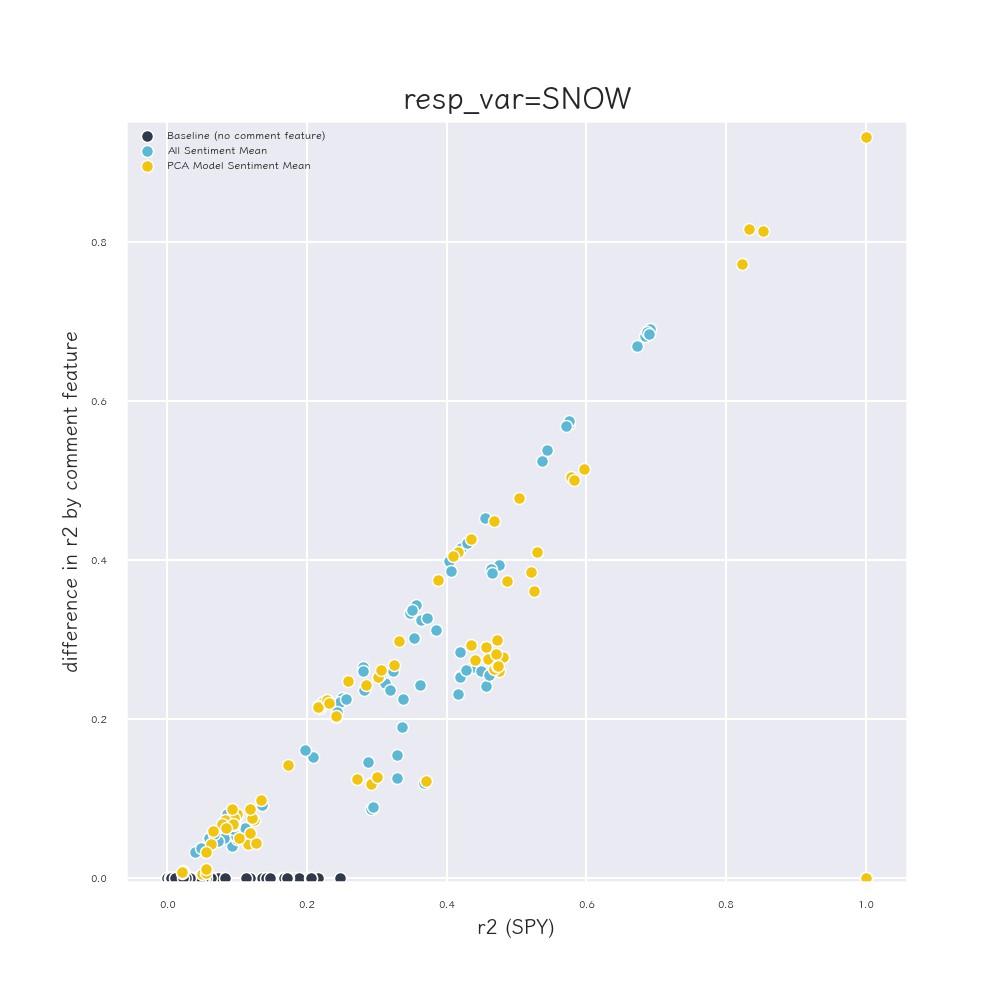 resp_var=SNOW
Baseline (no comment feature)
All Sentiment Mean
PCA Model Sentiment Mean
difference in r2 by comment feature
0.8
0.6
0.4
0.2
0.0
0.0 0.2 0.4 0.6 0.8 1.0
r2 (SPY)